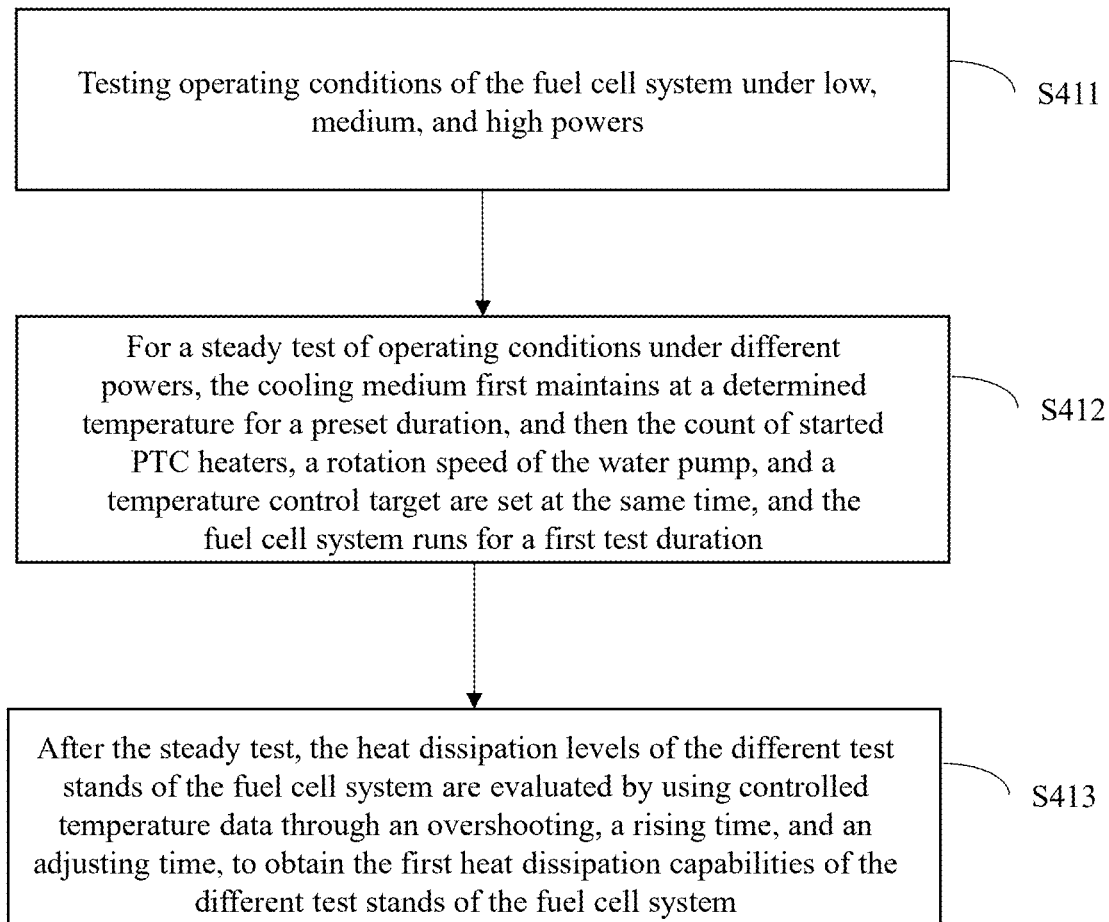 Testing operating conditions of the fuel cell system under low,
medium, and high powers
S411
For a steady test of operating conditions under different
powers, the cooling medium first maintains at a determined
temperature for a preset duration, and then the count of started
PTC heaters, a rotation speed of the water pump, and a
temperature control target are set at the same time, and the
fuel cell system runs for a first test duration
S412
After the steady test, the heat dissipation levels of the different test
stands of the fuel cell system are evaluated by using controlled
temperature data through an overshooting, a rising time, and an
adjusting time, to obtain the first heat dissipation capabilities of the
different test stands of the fuel cell system
S413